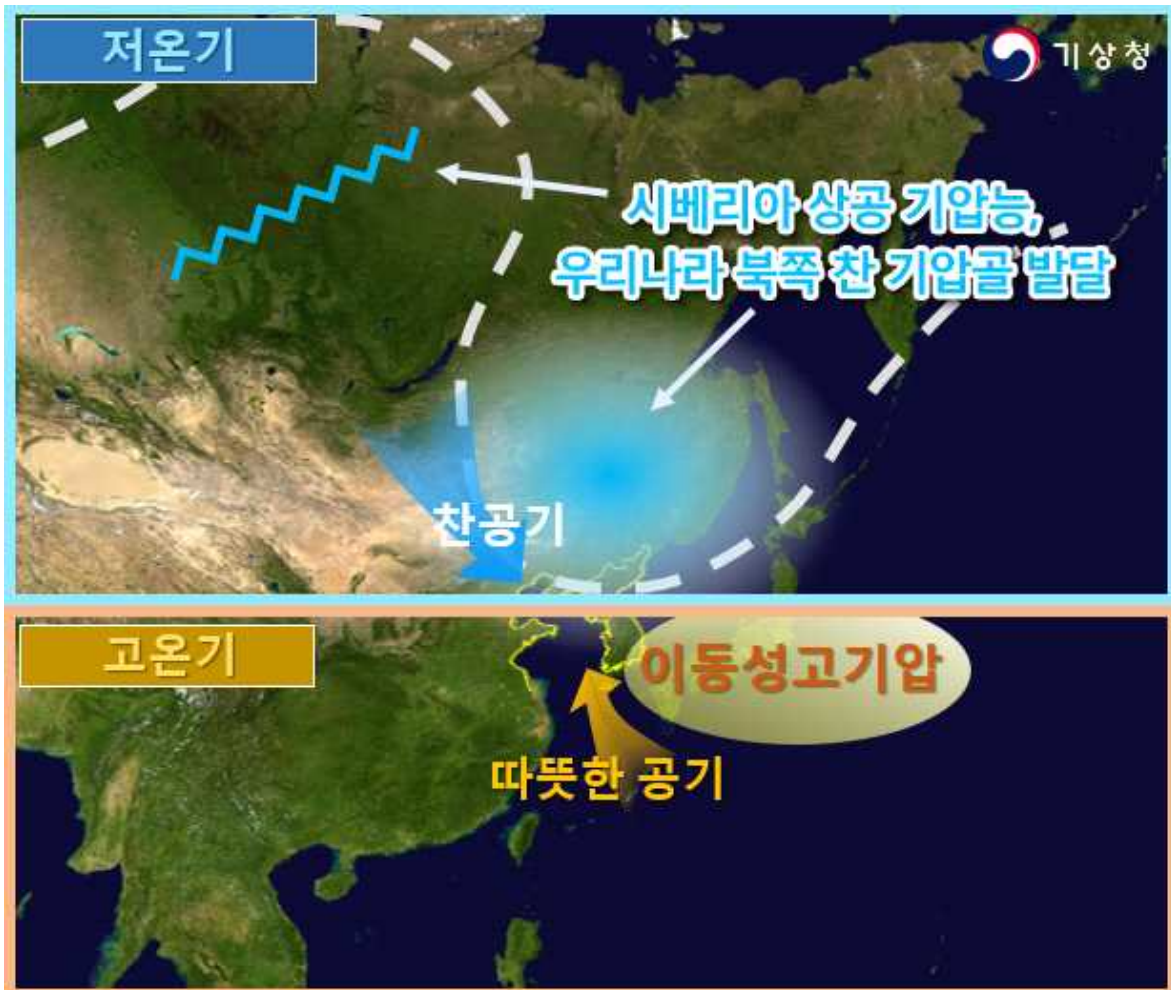 저온기
기상청
시베리아 상공 기압능,
우리나라 북쪽 찬 기압골 발달
찬공기
고온기
이동성고기압
따뜻한 공기